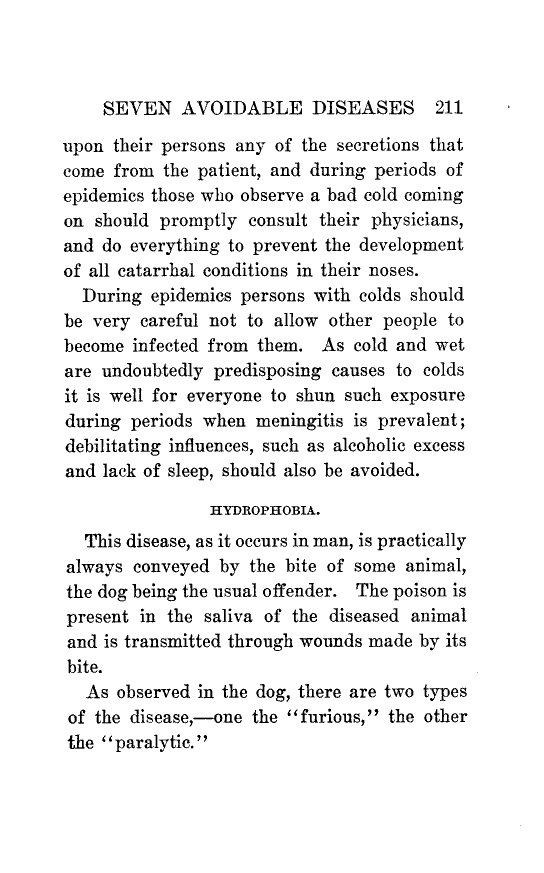 SEVEN AVOIDABLE DISEASES 211
upon their persons any of the secretions that
come from the patient, and during periods of
epidemics those who observe a bad cold coming
on should promptly consult their physicians,
and do everything to prevent the development
of all catarrhal conditions in their noses.
During epidemics persons with colds should
be very careful not to allow other people to
become infected from them. As cold and wet
are undoubtedly predisposing causes to colds
it is well for everyone to shun such exposure
during periods when meningitis is prevalent;
debilitating influences, such as alcoholic excess
and lack of sleep, should also be avoided.
HYDROPHOBIA.
This disease, as it occurs in man, is practically
always conveyed by the bite of some animal,
the dog being the usual offender. The poison is
present in the saliva of the diseased animal
and is transmitted through wounds made by its
bite.
As observed in the dog, there are two types
of the disease,—one the "furious," the other
the "paralytic."